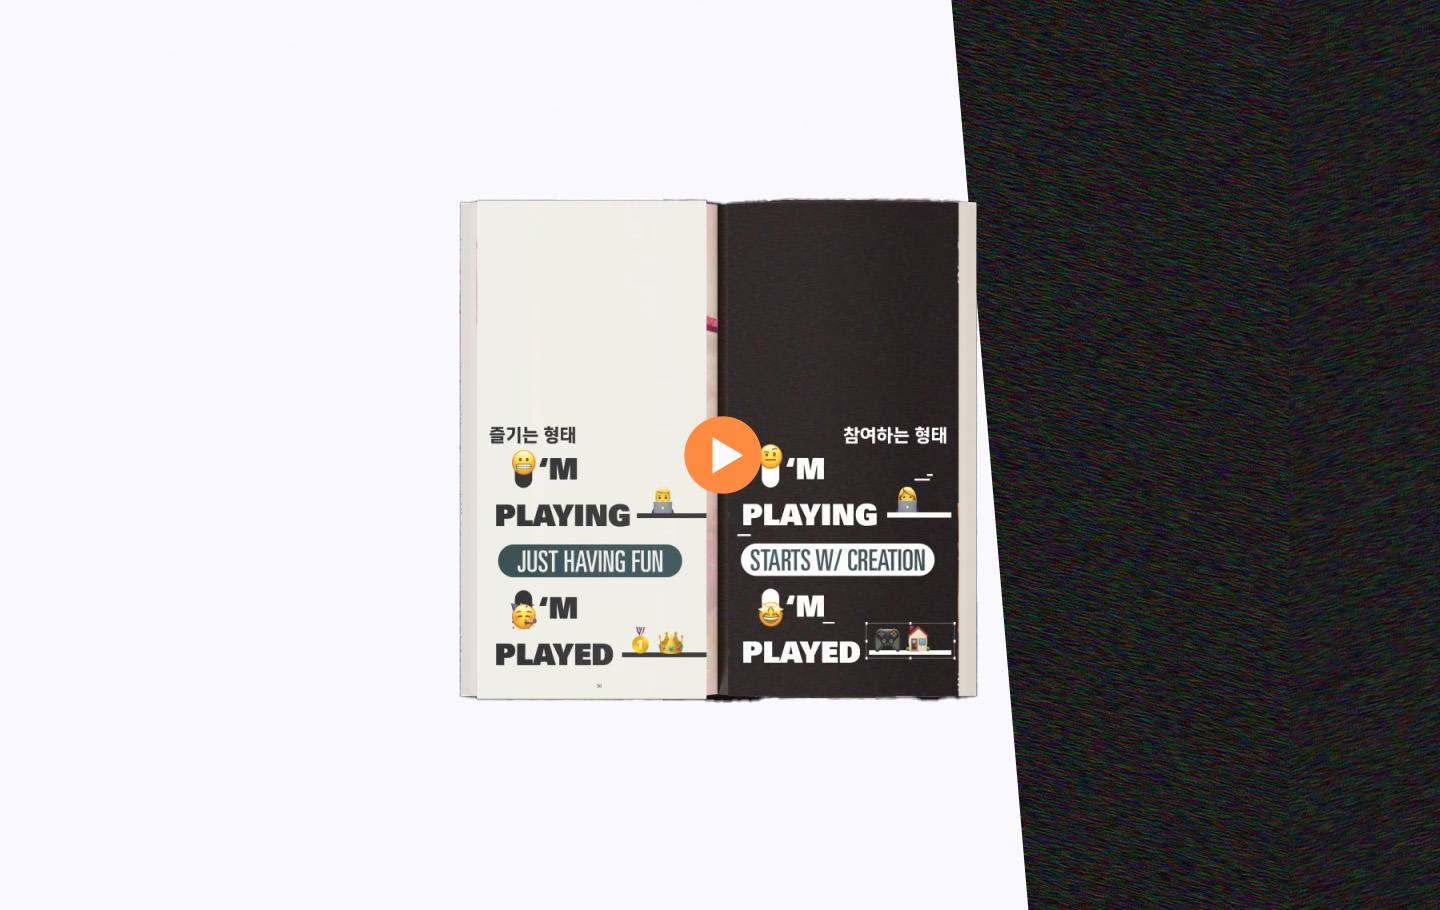 즐기는 형태
I'M
PLAYING
JUST HAVING FUN
I'M
PLAYED
참여하는 형태
I'M
PLAYING
STARTS W/ CREATION
I'M_
PLAYED